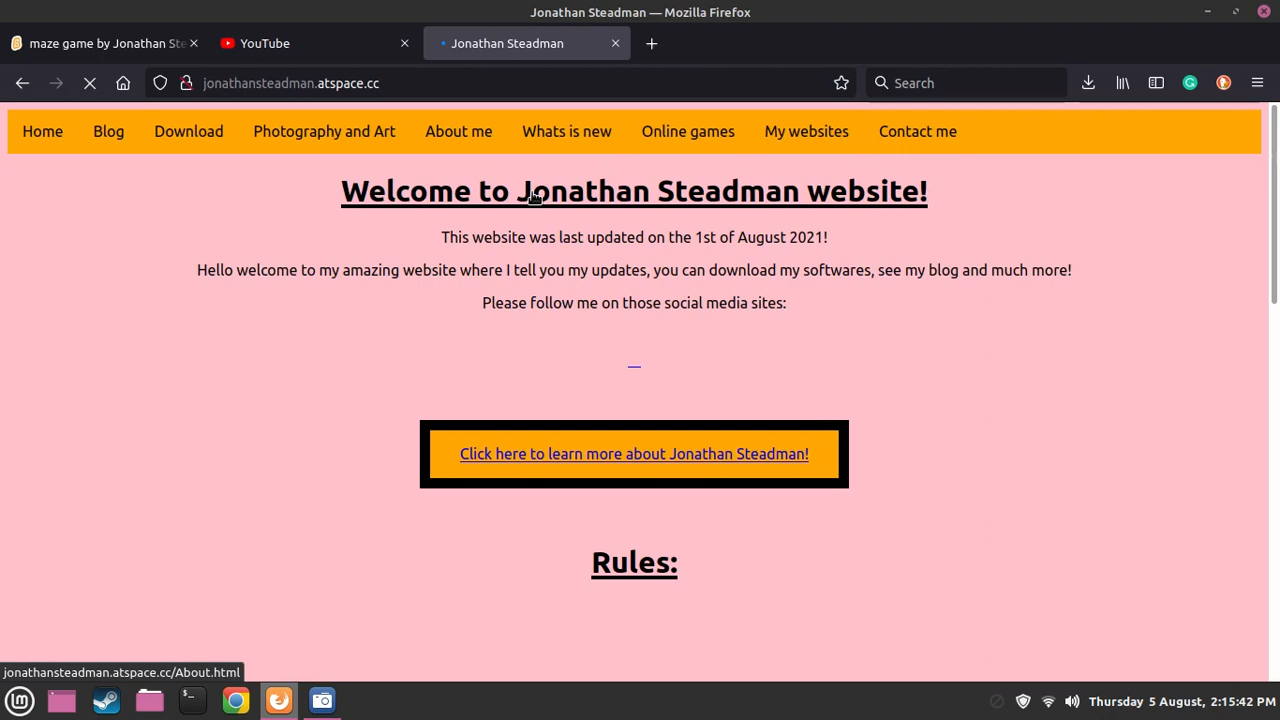 Jonathan Steadman — Mozilla Firefox
maze game by Jonathan Ste
YouTube
Jonathan Steadman
jonathansteadman.atspace.cc
Search
Home Blog Download Photography and Art About me Whats is new Online games My websites Contact me
Welcome to Jonathan Steadman website!
This website was last updated on the 1st of August 2021!
Hello welcome to my amazing website where I tell you my updates, you can download my softwares, see my blog and much more!
Please follow me on those social media sites:
Click here to learn more about Jonathan Steadman!
Rules:
jonathansteadman.atspace.cc/About.html
Thursday 5 August, 2:15:42 PM